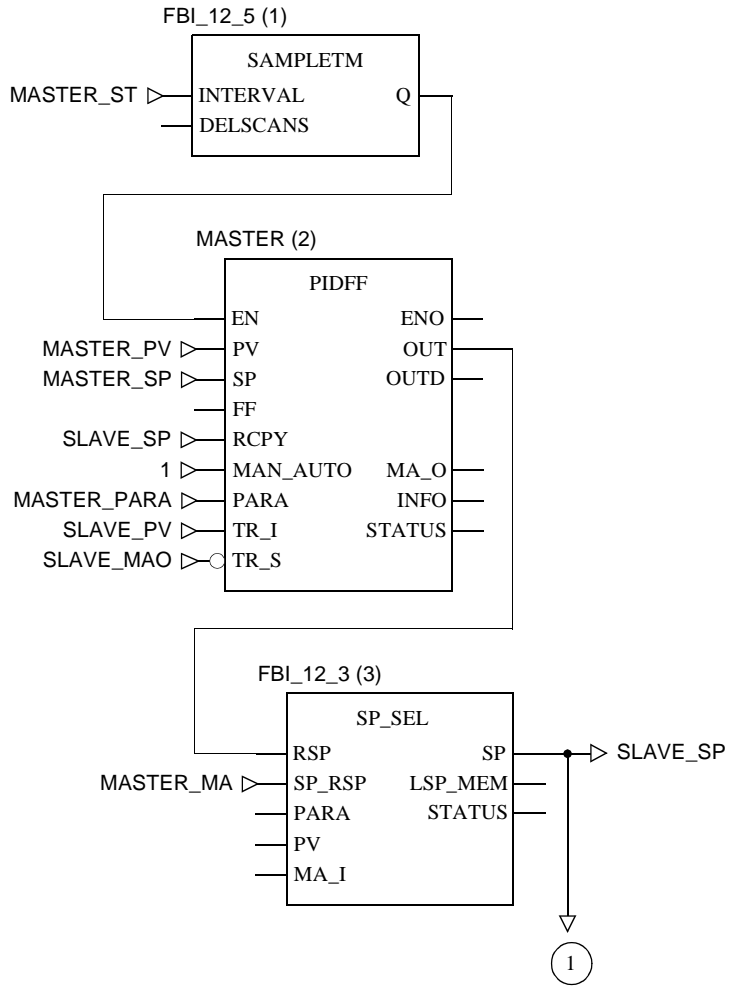 FBI_12_5 (1)
SAMPLETM
MASTER_ST INTERVAL Q
DELSCANS
MASTER (2)
PIDFF
EN ENO
MASTER_PV PV OUT
MASTER_SP SP OUTD
FF
SLAVE_SP RCPY
1 MAN_AUTO MA_O
MASTER_PARA PARA INFO
SLAVE_PV TR_I STATUS
SLAVE_MAO TR_S
FBI_12_3 (3)
SP_SEL
RSP SP SLAVE_SP
MASTER_MA SP_RSP LSP_MEM
PARA STATUS
PV
MA_I
1